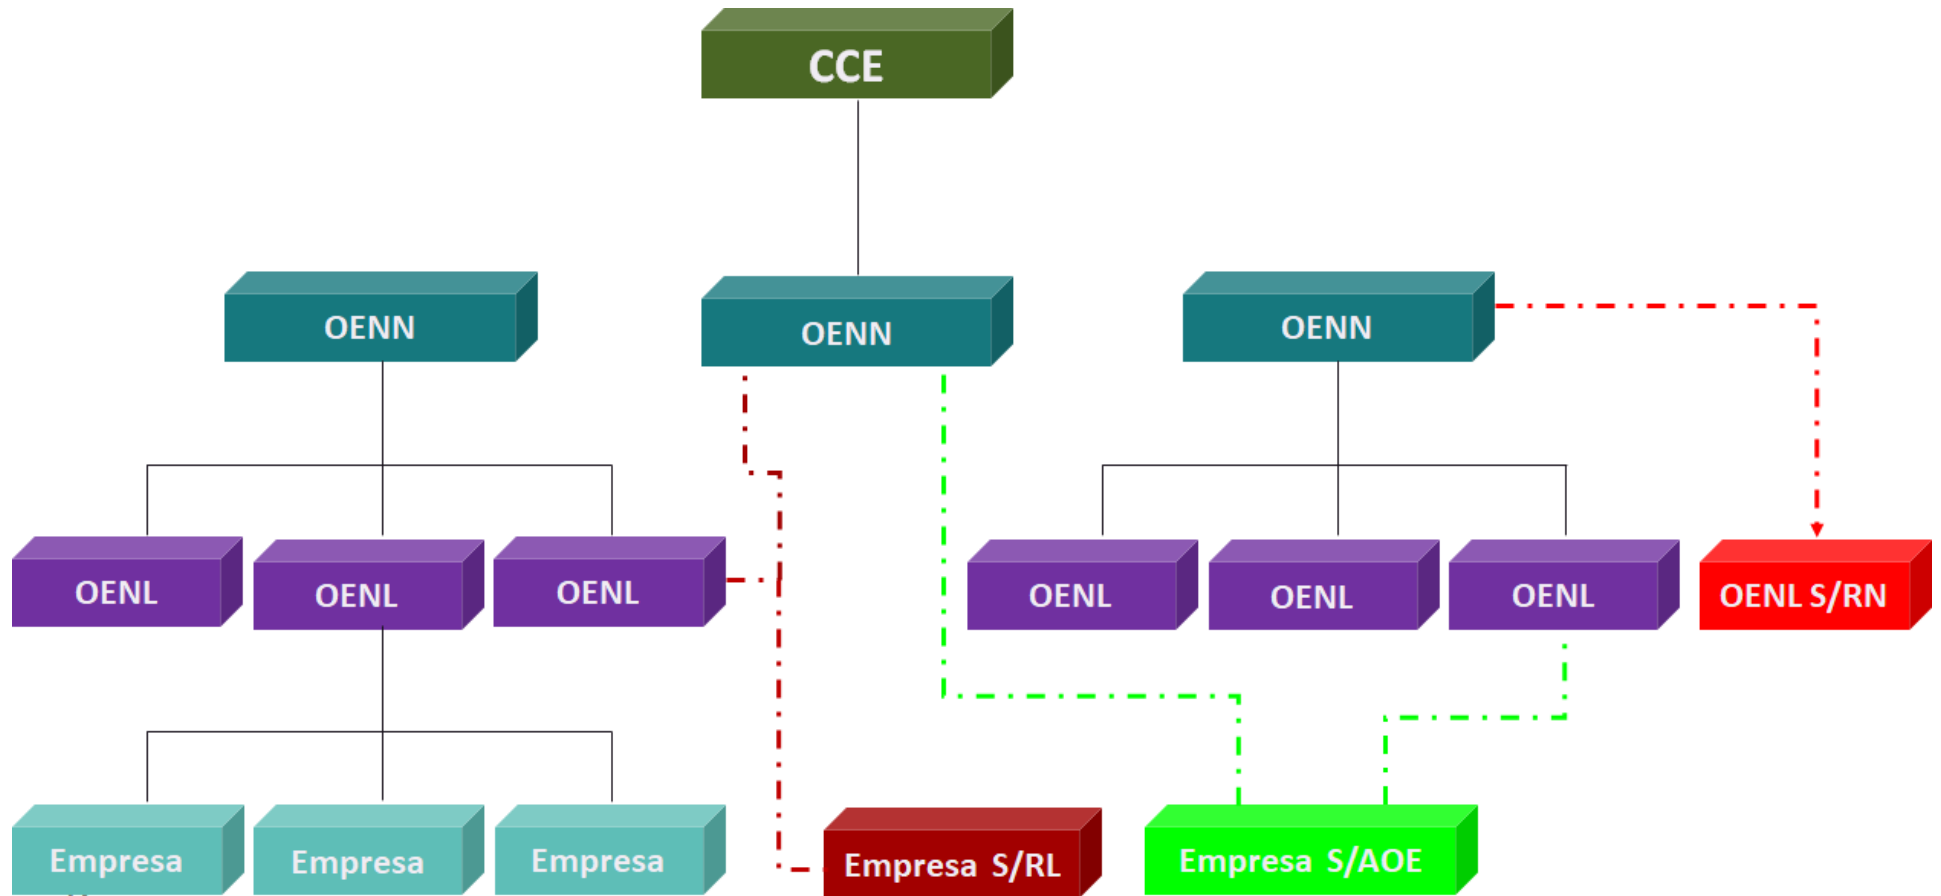 CCE
OENN
OENN
OENN
OENL
OENL
OENL
OENL
OENL
OENL
OENL S/RN
Empresa
Empresa
Empresa
Empresa S/RL
Empresa S/AOE